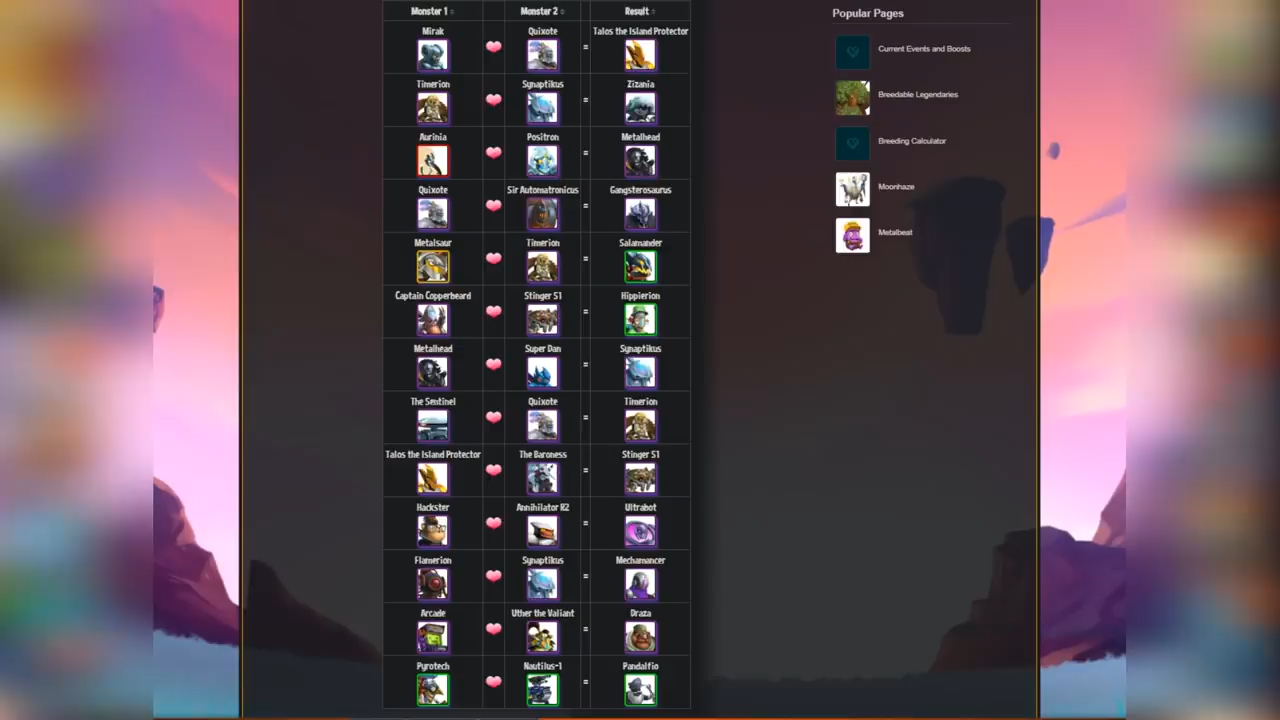 Monster 1 Monster 2 Result
Mirak Quixote = Talos the Island Protector
Timerion Synaptikus = Zizania
Aurinia Positron = Metalhead
Quixote Sir Automatronicus = Gangsterosaurus
Metalsaur Timerion = Salamander
Captain Copperbeard Stinger S1 = Hippierion
Metalhead Super Dan = Synaptikus
The Sentinel Quixote = Timerion
Talos the Island Protector The Baroness = Stinger S1
Hackster Annihilator R2 = Ultrabot
Flamerion Synaptikus = Mechamancer
Arcade Uther the Valiant = Draza
Pyrotech Nautilus-1 = Pandalfio
Popular Pages
Current Events and Boosts
Breedable Legendaries
Breeding Calculator
Moonhaze
Metalbeat